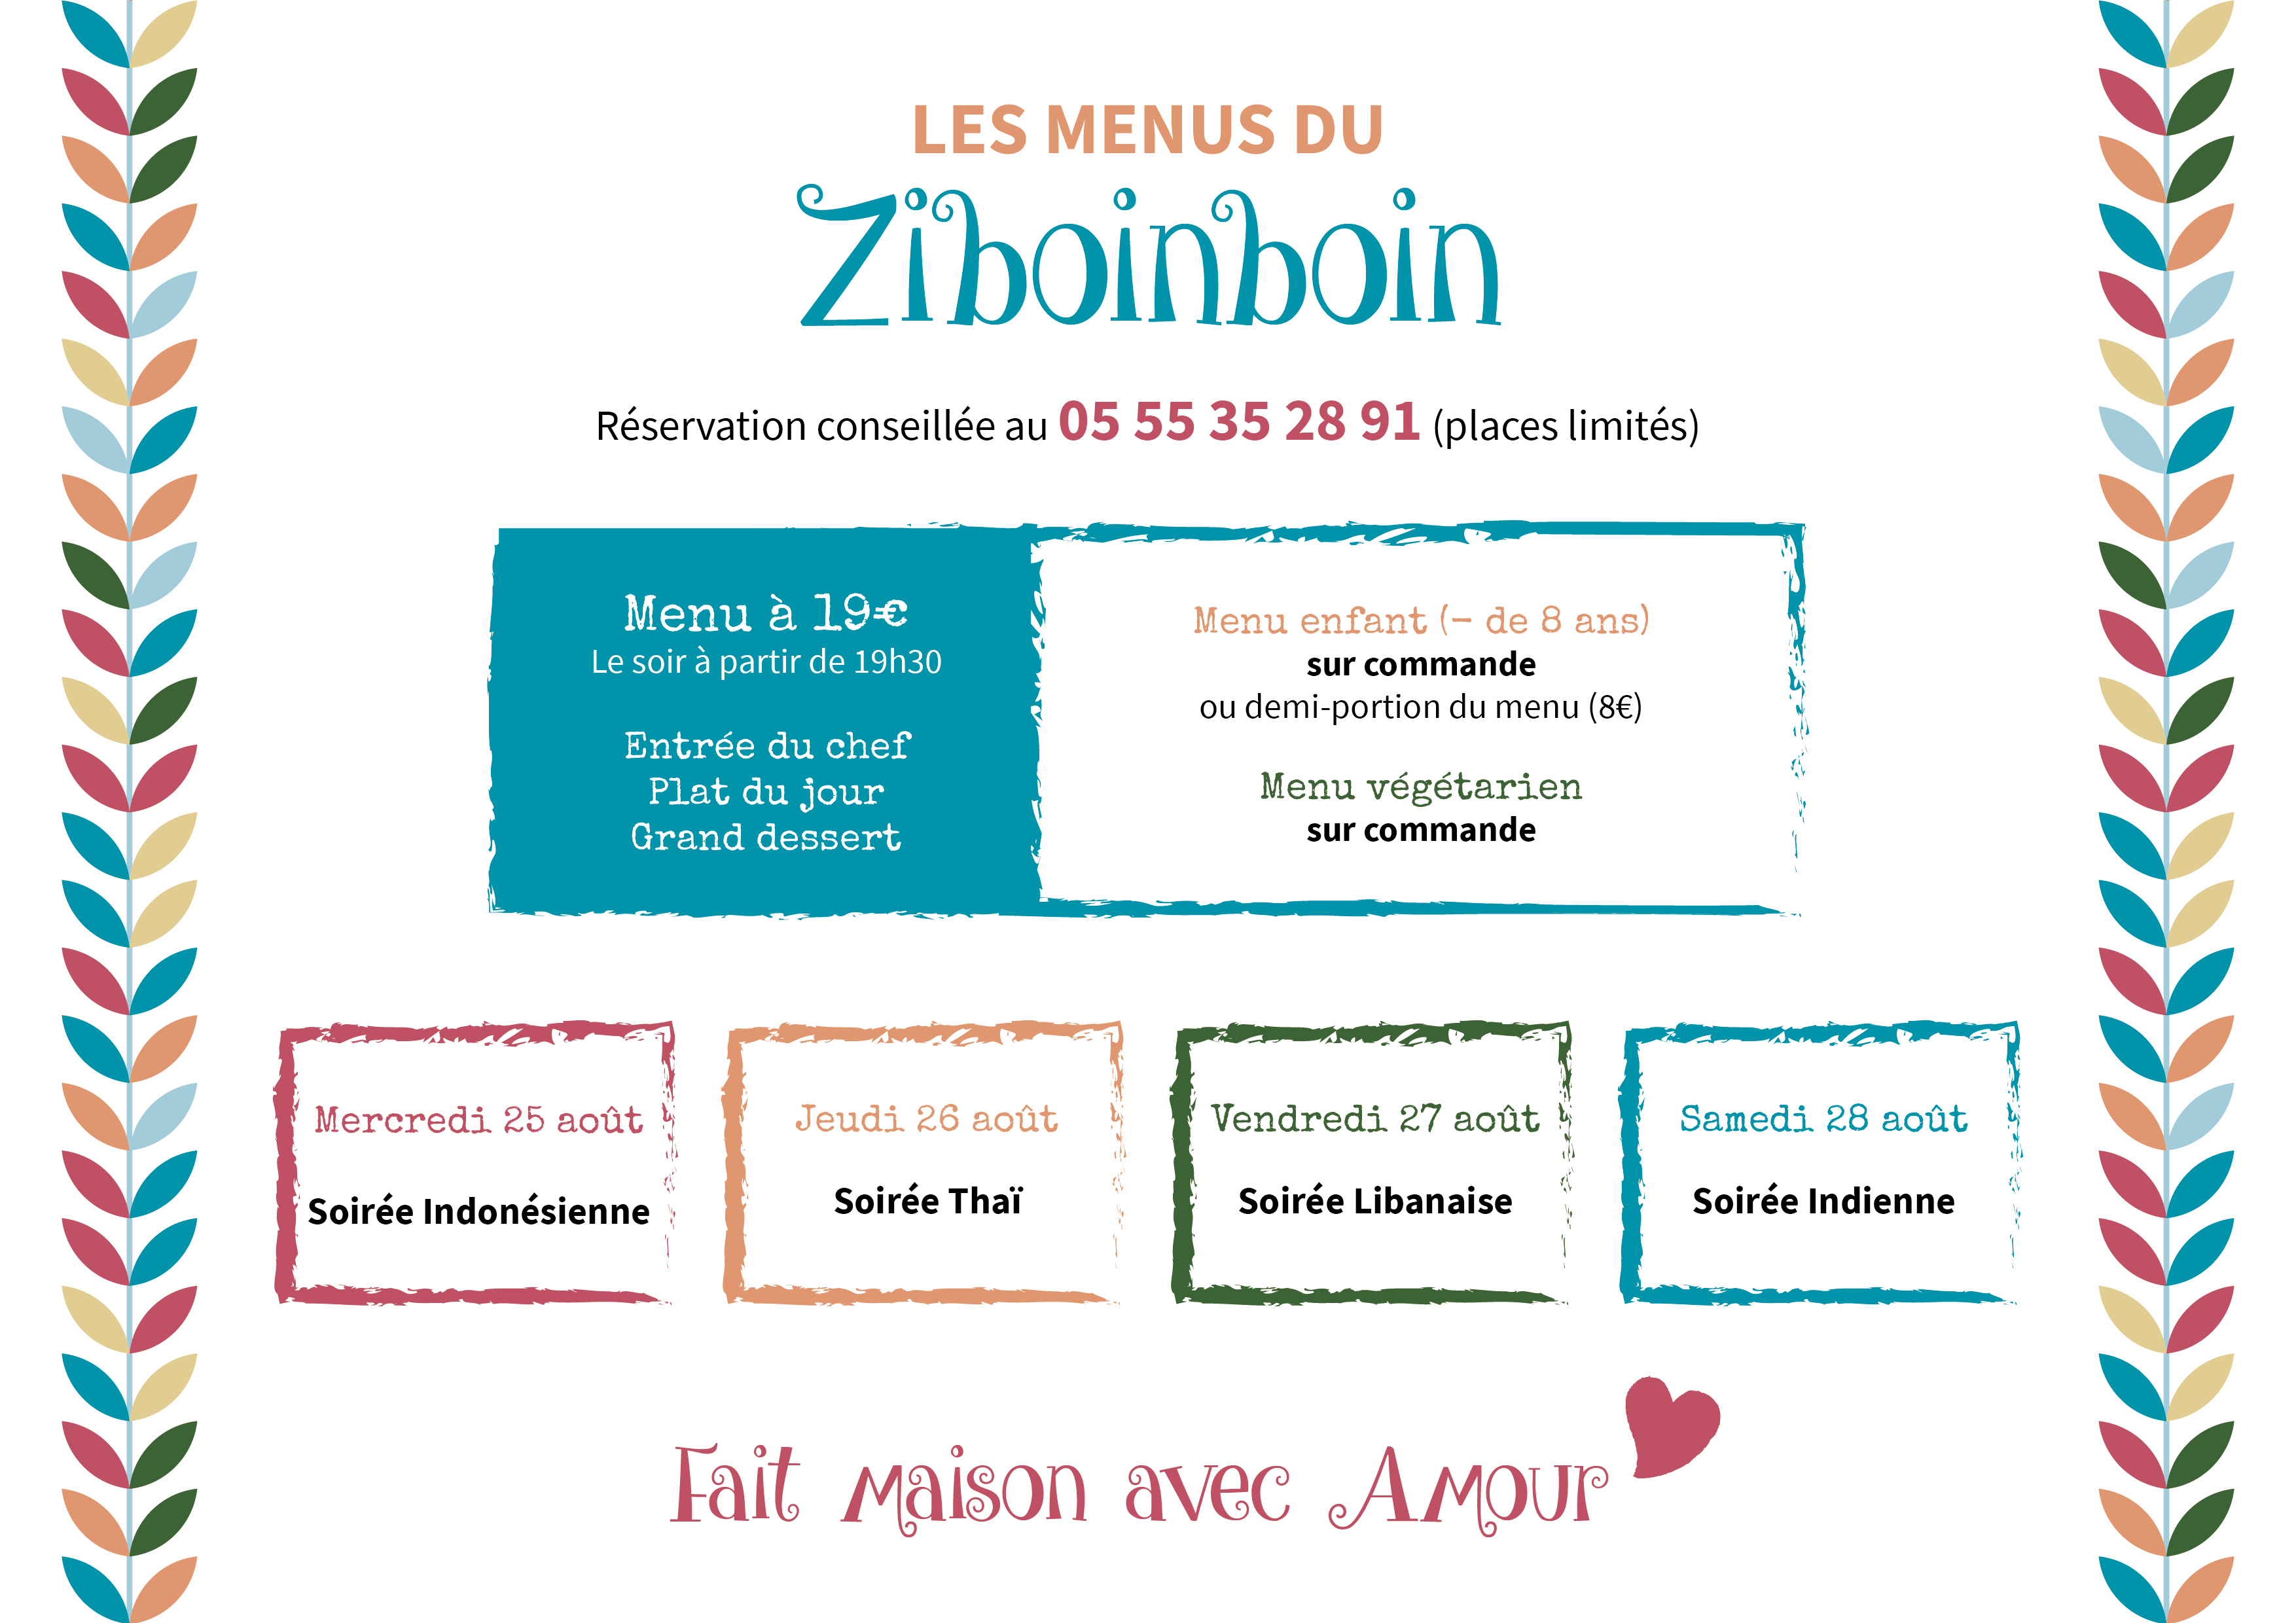 LES MENUS DU
Ziboinboin
Réservation conseillée au 05 55 35 28 91 (places limités)
Menu à 19€
Le soir à partir de 19h30
Entrée du chef
Plat du jour
Grand dessert
Menu enfant (- de 8 ans)
sur commande
ou demi-portion du menu (8€)
Menu végétarien
sur commande
Mercredi 25 août
Soirée Indonésienne
Jeudi 26 août
Soirée Thaï
Vendredi 27 août
Soirée Libanaise
Samedi 28 août
Soirée Indienne
Fait maison avec Amour